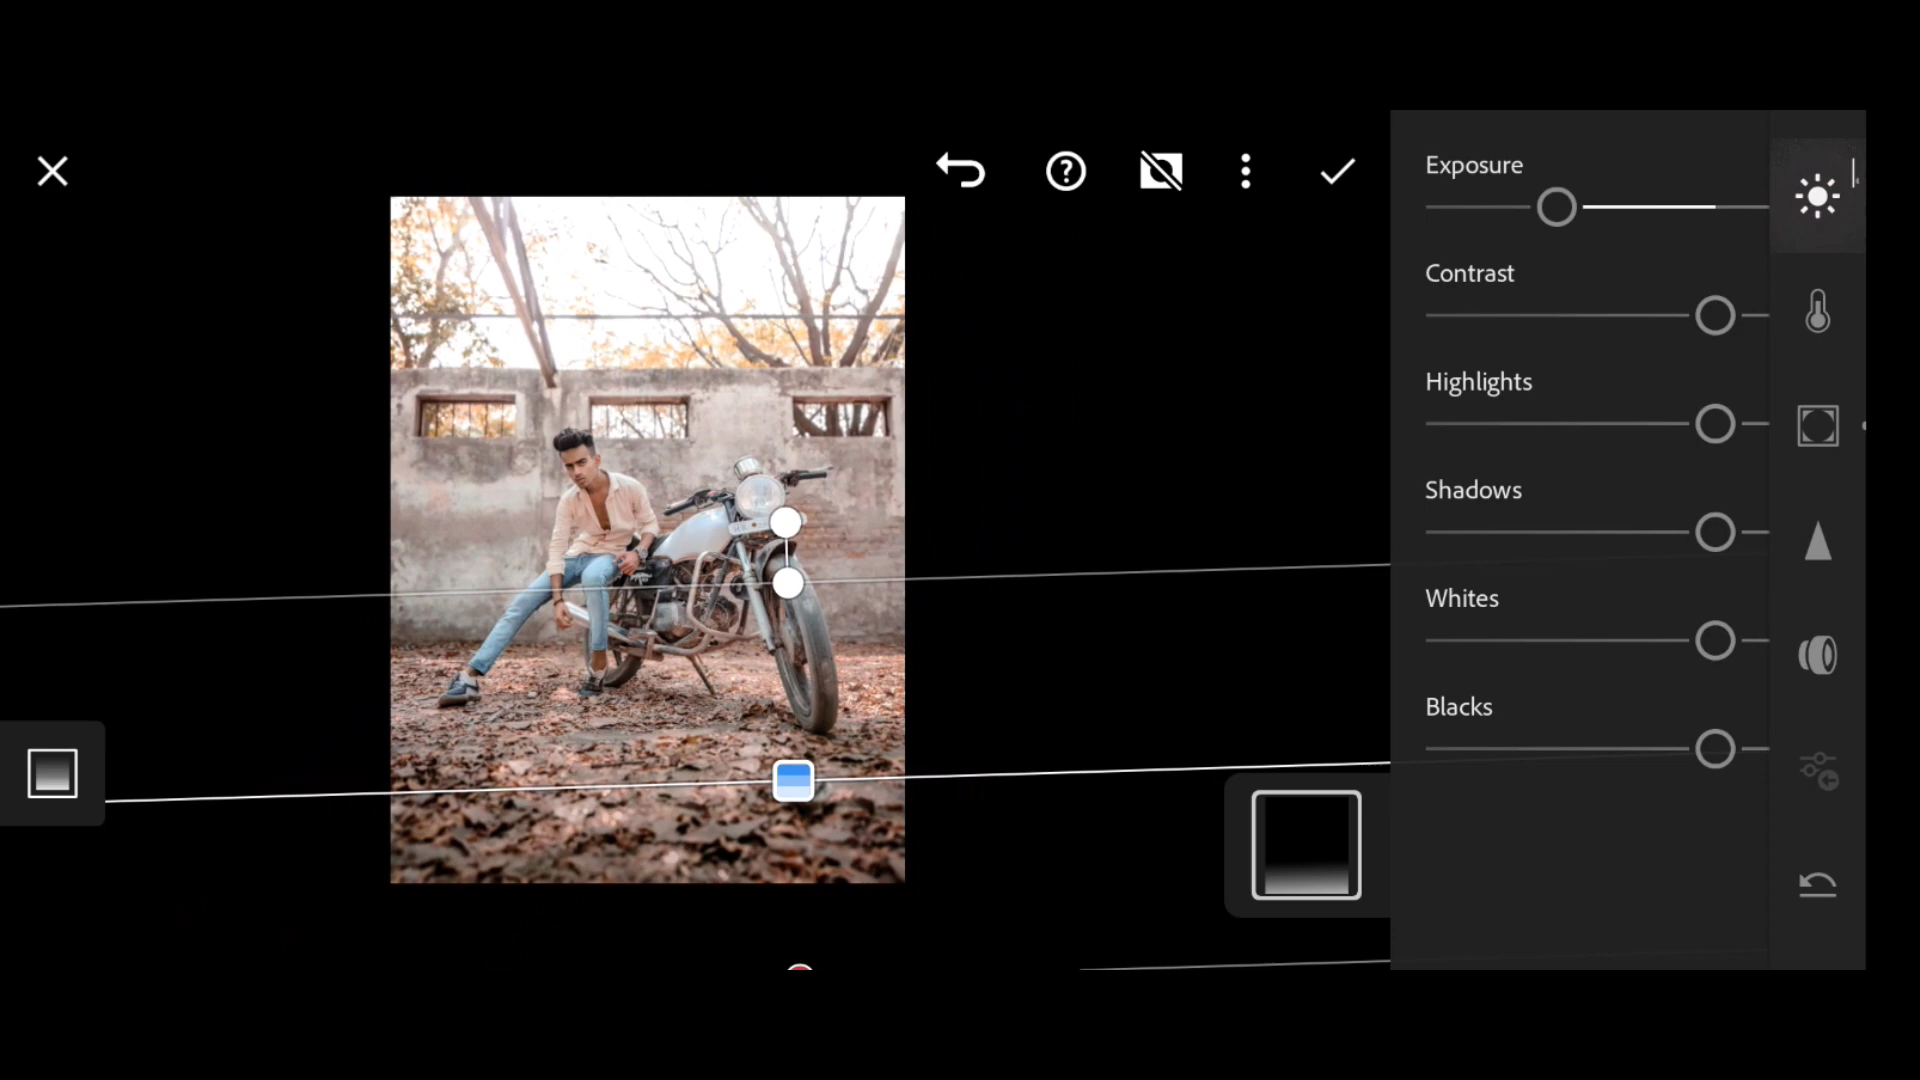 Exposure
Contrast
Highlights
Shadows
Whites
Blacks